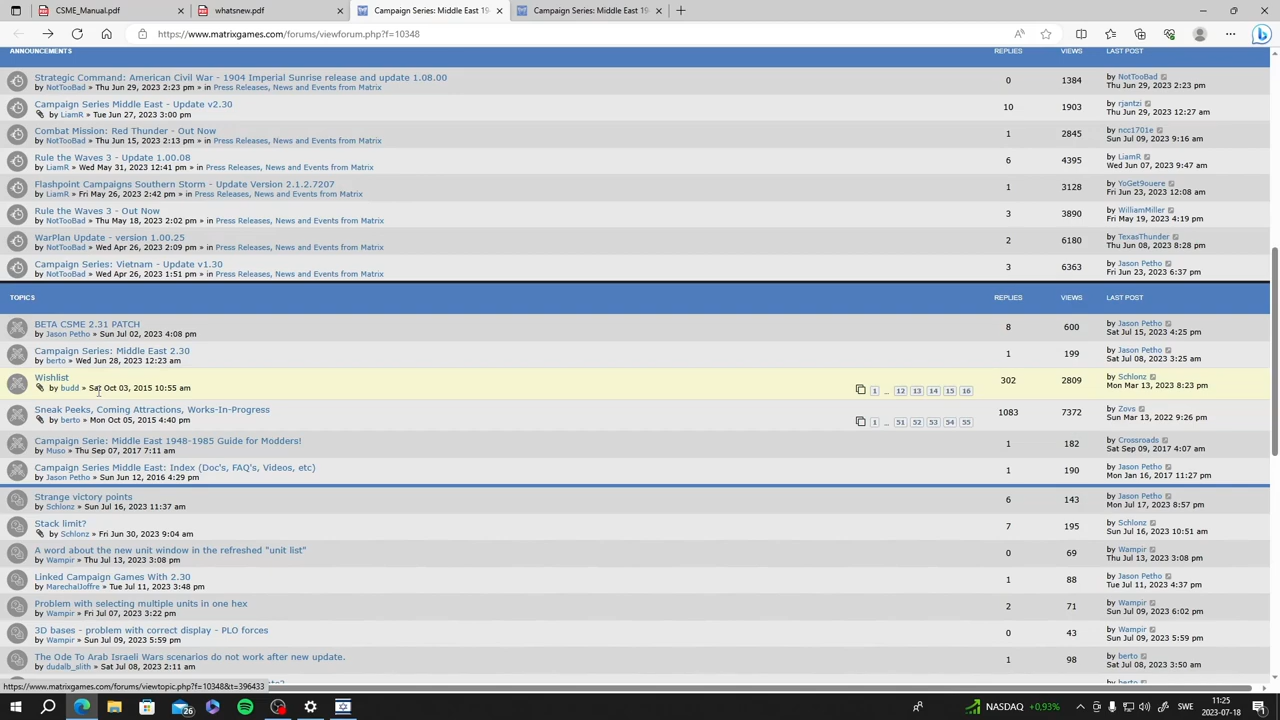 CSME_Manual.pdf
whatsnew.pdf
Campaign Series: Middle East 19
Campaign Series: Middle East 19
https://www.matrixgames.com/forums/viewforum.php?f=10348
ANNOUNCEMENTS REPLIES VIEWS LAST POST
Strategic Command: American Civil War - 1904 Imperial Sunrise release and update 1.08.00 0 1384 by NotTooBad
by NotTooBad » Thu Jun 29, 2023 2:23 pm » in Press Releases, News and Events from Matrix Thu Jun 29, 2023 2:23 pm
Campaign Series Middle East - Update v2.30 10 1903 by rjantzi
by LiamR » Tue Jun 27, 2023 3:00 pm Thu Jun 29, 2023 12:27 am
Combat Mission: Red Thunder - Out Now 1 2845 by ncc1701e
by NotTooBad » Thu Jun 15, 2023 2:13 pm » in Press Releases, News and Events from Matrix Sun Jul 09, 2023 9:16 am
Rule the Waves 3 - Update 1.00.08 6 4395 by LiamR
by LiamR » Wed May 31, 2023 12:41 pm » in Press Releases, News and Events from Matrix Wed Jun 07, 2023 9:47 am
Flashpoint Campaigns Southern Storm - Update Version 2.1.2.7207 1 3128 by YoGet9ouere
by LiamR » Fri May 26, 2023 2:42 pm » in Press Releases, News and Events from Matrix Fri Jun 23, 2023 12:08 am
Rule the Waves 3 - Out Now 3 3890 by WilliamMiller
by NotTooBad » Thu May 18, 2023 2:02 pm » in Press Releases, News and Events from Matrix Fri May 19, 2023 4:19 pm
WarPlan Update - version 1.00.25 2 6180 by TexasThunder
by NotTooBad » Wed Apr 26, 2023 2:09 pm » in Press Releases, News and Events from Matrix Thu Jun 08, 2023 8:28 pm
Campaign Series: Vietnam - Update v1.30 3 6363 by Jason Petho
by NotTooBad » Wed Apr 26, 2023 1:51 pm » in Press Releases, News and Events from Matrix Fri Jun 23, 2023 6:37 pm
TOPICS REPLIES VIEWS LAST POST
BETA CSME 2.31 PATCH 8 600 by Jason Petho
by Jason Petho » Sun Jul 02, 2023 4:08 pm Sat Jul 15, 2023 4:25 pm
Campaign Series: Middle East 2.30 1 199 by Jason Petho
by berto » Wed Jun 28, 2023 12:23 am Sat Jul 08, 2023 3:25 am
Wishlist 302 2809 by Schlonz
by budd » Sat Oct 03, 2015 10:55 am 1 … 12 13 14 15 16 Mon Mar 13, 2023 8:23 pm
Sneak Peeks, Coming Attractions, Works-In-Progress 1083 7372 by Zovs
by berto » Mon Oct 05, 2015 4:40 pm 1 … 51 52 53 54 55 Sun Mar 13, 2022 9:26 pm
Campaign Serie: Middle East 1948-1985 Guide for Modders! 1 182 by Crossroads
by Muso » Thu Sep 07, 2017 7:11 am Sat Sep 09, 2017 4:07 am
Campaign Series Middle East: Index (Doc's, FAQ's, Videos, etc) 1 190 by Jason Petho
by Jason Petho » Sun Jun 12, 2016 4:29 pm Mon Jan 16, 2017 11:27 pm
Strange victory points 6 143 by Jason Petho
by Schlonz » Sun Jul 16, 2023 11:37 am Mon Jul 17, 2023 8:57 pm
Stack limit? 7 195 by Schlonz
by Schlonz » Fri Jun 30, 2023 9:04 am Sun Jul 16, 2023 10:51 am
A word about the new unit window in the refreshed "unit list" 0 69 by Wampir
by Wampir » Thu Jul 13, 2023 3:08 pm Thu Jul 13, 2023 3:08 pm
Linked Campaign Games With 2.30 1 88 by Jason Petho
by MarechalJoffre » Tue Jul 11, 2023 3:48 pm Tue Jul 11, 2023 4:37 pm
Problem with selecting multiple units in one hex 2 71 by Wampir
by Wampir » Fri Jul 07, 2023 3:22 pm Sun Jul 09, 2023 6:02 pm
3D bases - problem with correct display - PLO forces 0 43 by Wampir
by Wampir » Sun Jul 09, 2023 5:59 pm Sun Jul 09, 2023 5:59 pm
The Ode To Arab Israeli Wars scenarios do not work after new update. 1 98 by berto
by dudalb_slith » Sat Jul 08, 2023 2:11 am Sat Jul 08, 2023 3:50 am
https://www.matrixgames.com/forums/viewtopic.php?f=10348&t=396433
by berto
26 NASDAQ +0,93% SWE 11:25
2023-07-18 1